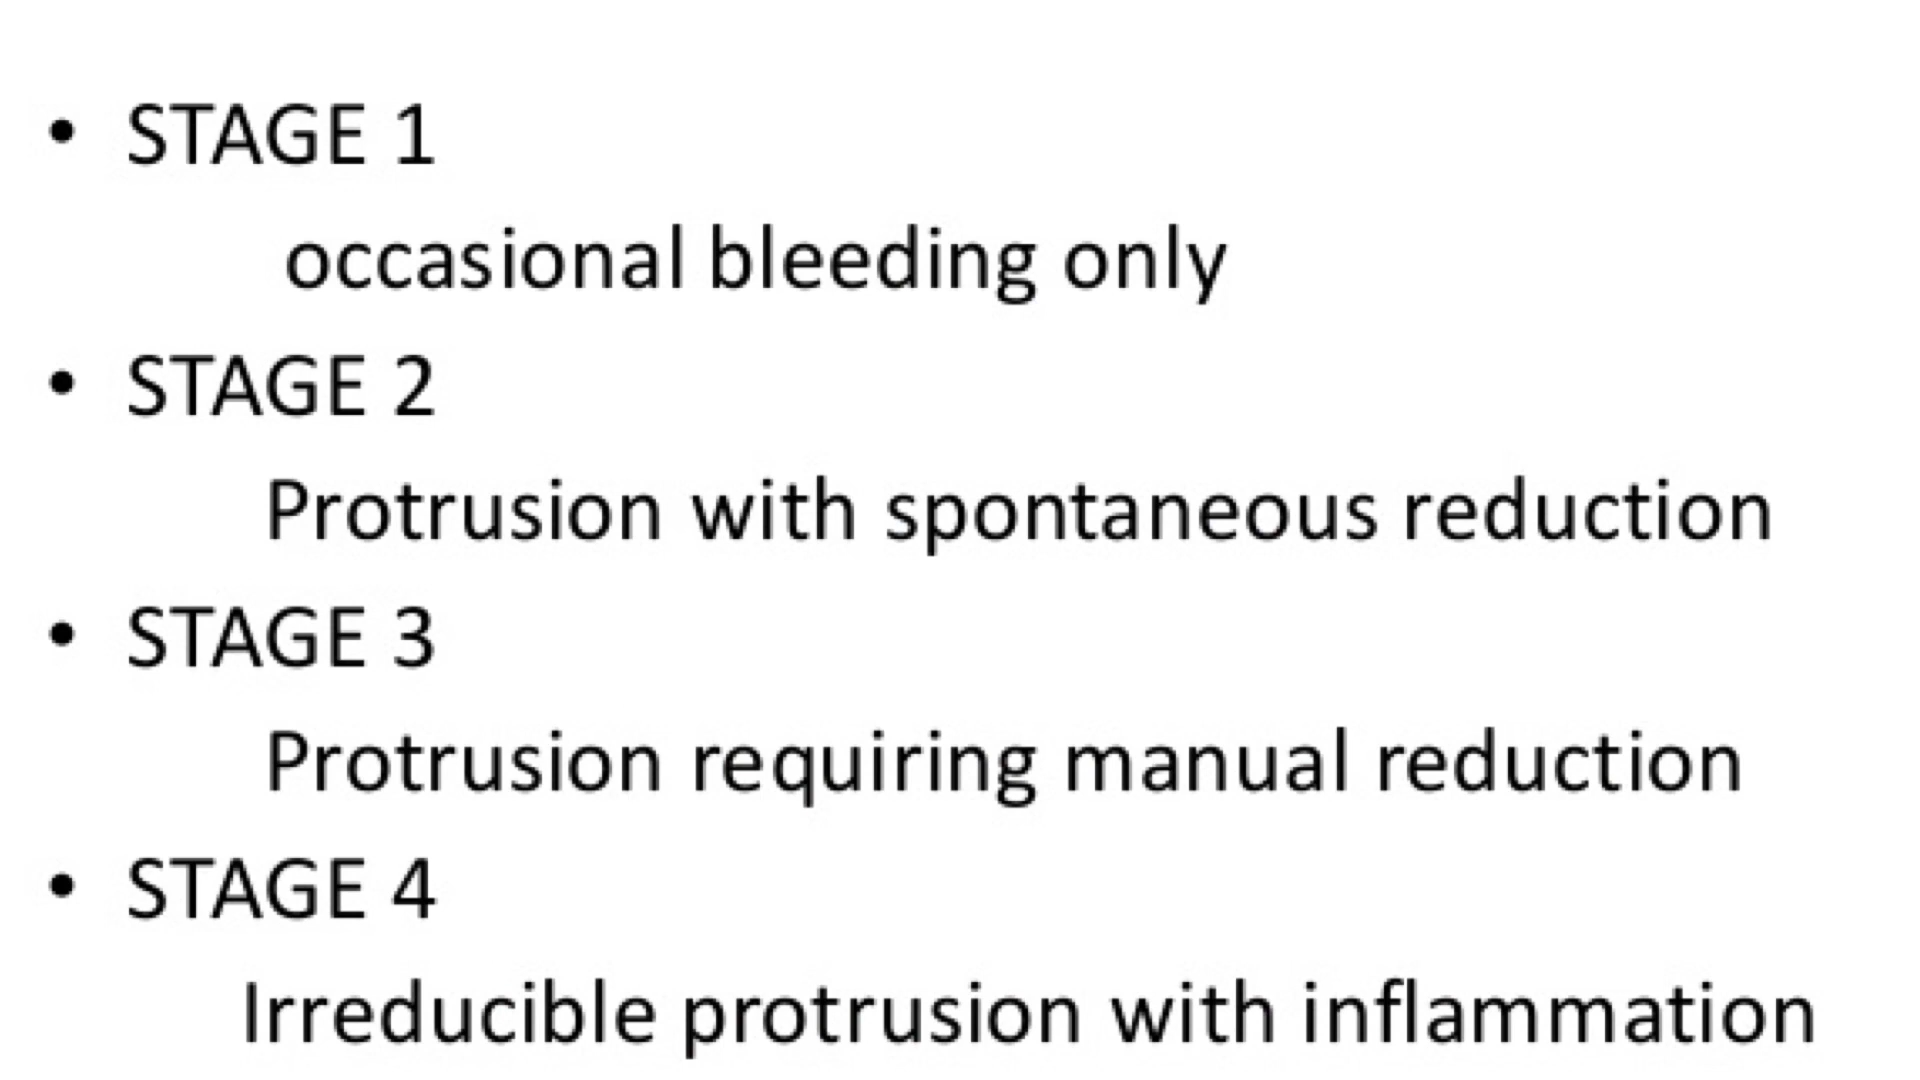 • STAGE 1
occasional bleeding only
• STAGE 2
Protrusion with spontaneous reduction
• STAGE 3
Protrusion requiring manual reduction
• STAGE 4
Irreducible protrusion with inflammation